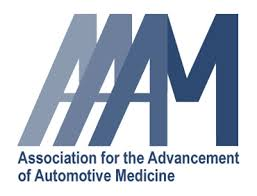 AAAM
Association for the Advancement
of Automotive Medicine